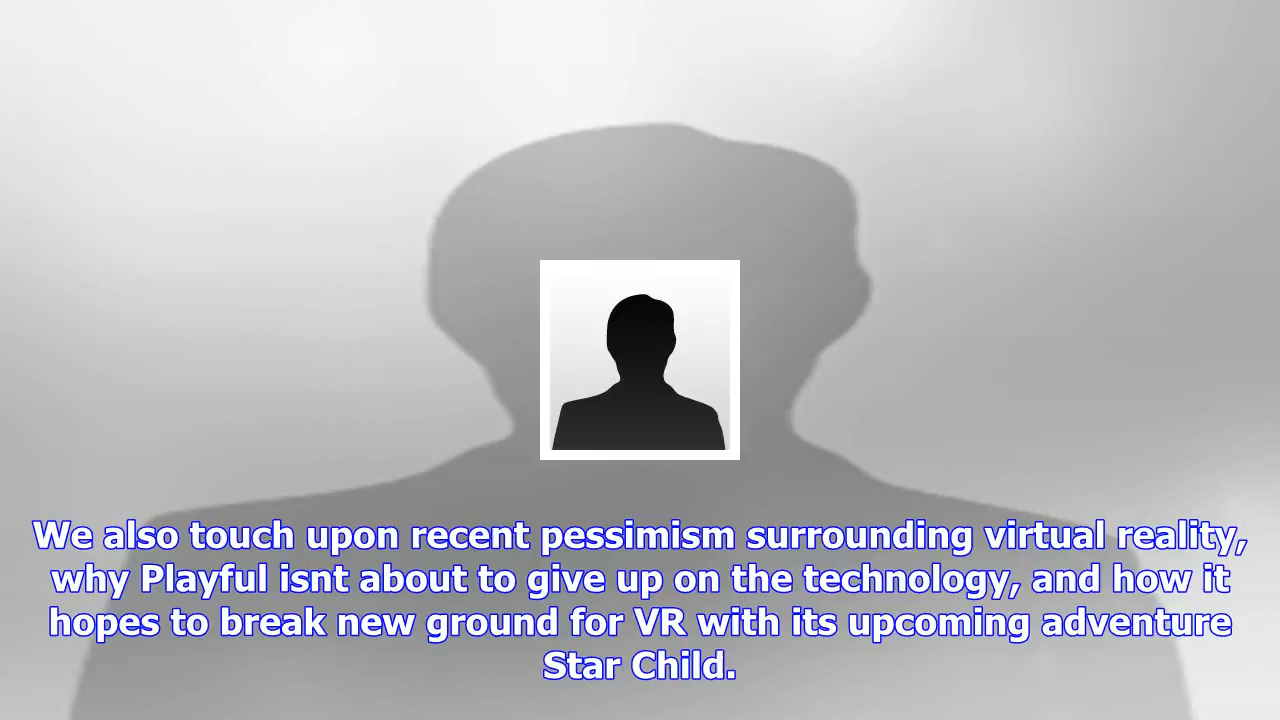 We also touch upon recent pessimism surrounding virtual reality,
why Playful isnt about to give up on the technology, and how it
hopes to break new ground for VR with its upcoming adventure
Star Child.